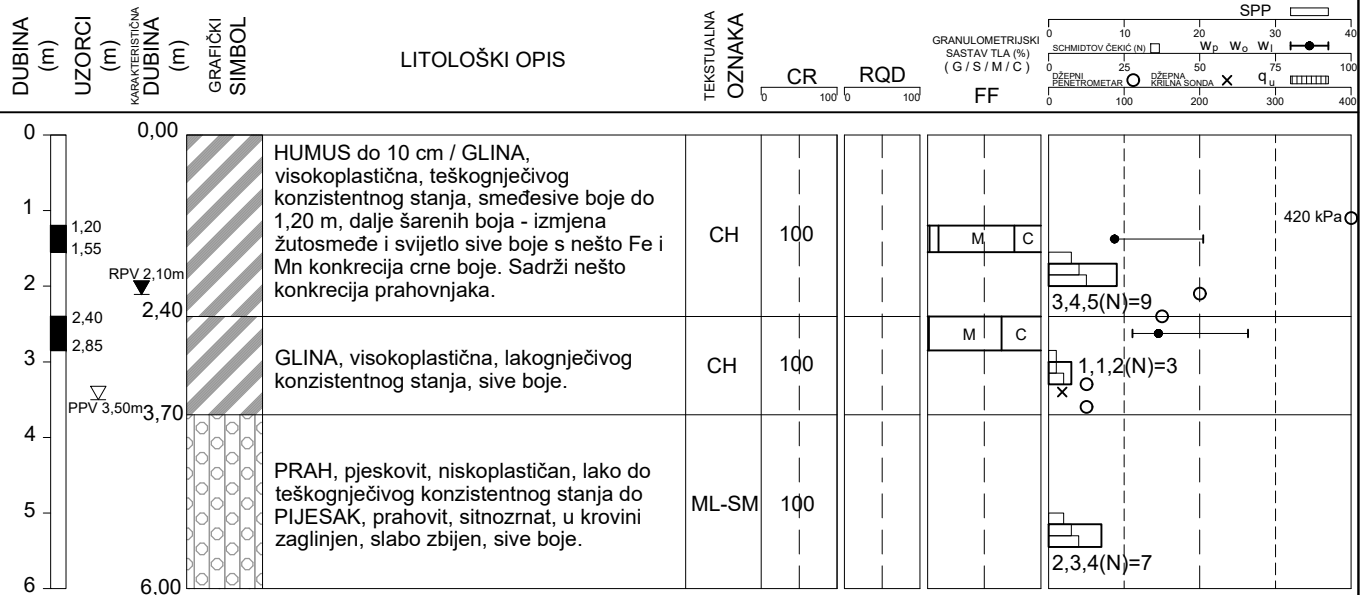 DUBINA
(m)
UZORCI
(m)
KARAKTERISTIČNA
DUBINA
(m)
GRAFIČKI
SIMBOL
LITOLOŠKI OPIS
TEKSTUALNA
OZNAKA
CR
0 100
RQD
0 100
GRANULOMETRIJSKI
SASTAV TLA (%)
( G / S / M / C )
FF
SPP
0 10 20 30 40
SCHMIDTOV ČEKIĆ (N)
wp wo wl
0 25 50 75 100
DŽEPNI
PENETROMETAR
DŽEPNA
KRILNA SONDA
qu
0 100 200 300 400
0
0,00
HUMUS do 10 cm / GLINA,
visokoplastična, teškognječivog
konzistentnog stanja, smeđesive boje do
1,20 m, dalje šarenih boja - izmjena
žutosmeđe i svijetlo sive boje s nešto Fe i
Mn konkrecija crne boje. Sadrži nešto
konkrecija prahovnjaka.
CH
100
M C
420 kPa
3,4,5(N)=9
1
1,20
1,55
2
RPV 2,10m
2,40
2,40
2,85
GLINA, visokoplastična, lakognječivog
konzistentnog stanja, sive boje.
CH
100
M C
1,1,2(N)=3
3
PPV 3,50m
3,70
4
PRAH, pjeskovit, niskoplastičan, lako do
teškognječivog konzistentnog stanja do
PIJESAK, prahovit, sitnozrnat, u krovini
zaglinjen, slabo zbijen, sive boje.
ML-SM
100
2,3,4(N)=7
5
6
6,00